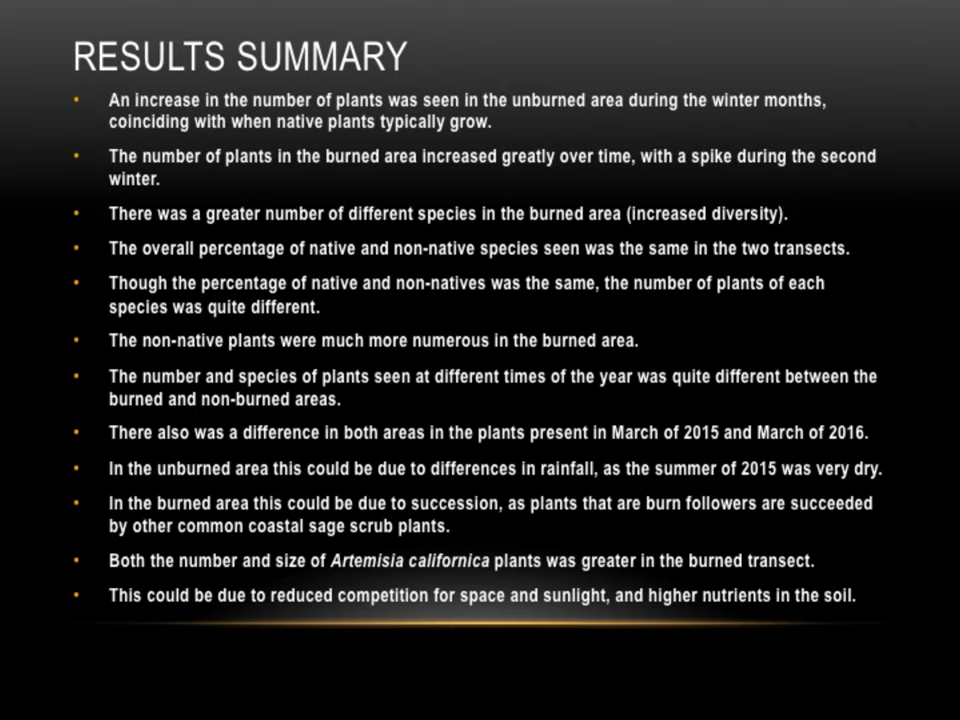 RESULTS SUMMARY
• An increase in the number of plants was seen in the unburned area during the winter months,
coinciding with when native plants typically grow.
• The number of plants in the burned area increased greatly over time, with a spike during the second
winter.
• There was a greater number of different species in the burned area (increased diversity).
• The overall percentage of native and non-native species seen was the same in the two transects.
• Though the percentage of native and non-natives was the same, the number of plants of each
species was quite different.
• The non-native plants were much more numerous in the burned area.
• The number and species of plants seen at different times of the year was quite different between the
burned and non-burned areas.
• There also was a difference in both areas in the plants present in March of 2015 and March of 2016.
• In the unburned area this could be due to differences in rainfall, as the summer of 2015 was very dry.
• In the burned area this could be due to succession, as plants that are burn followers are succeeded
by other common coastal sage scrub plants.
• Both the number and size of Artemisia californica plants was greater in the burned transect.
• This could be due to reduced competition for space and sunlight, and higher nutrients in the soil.